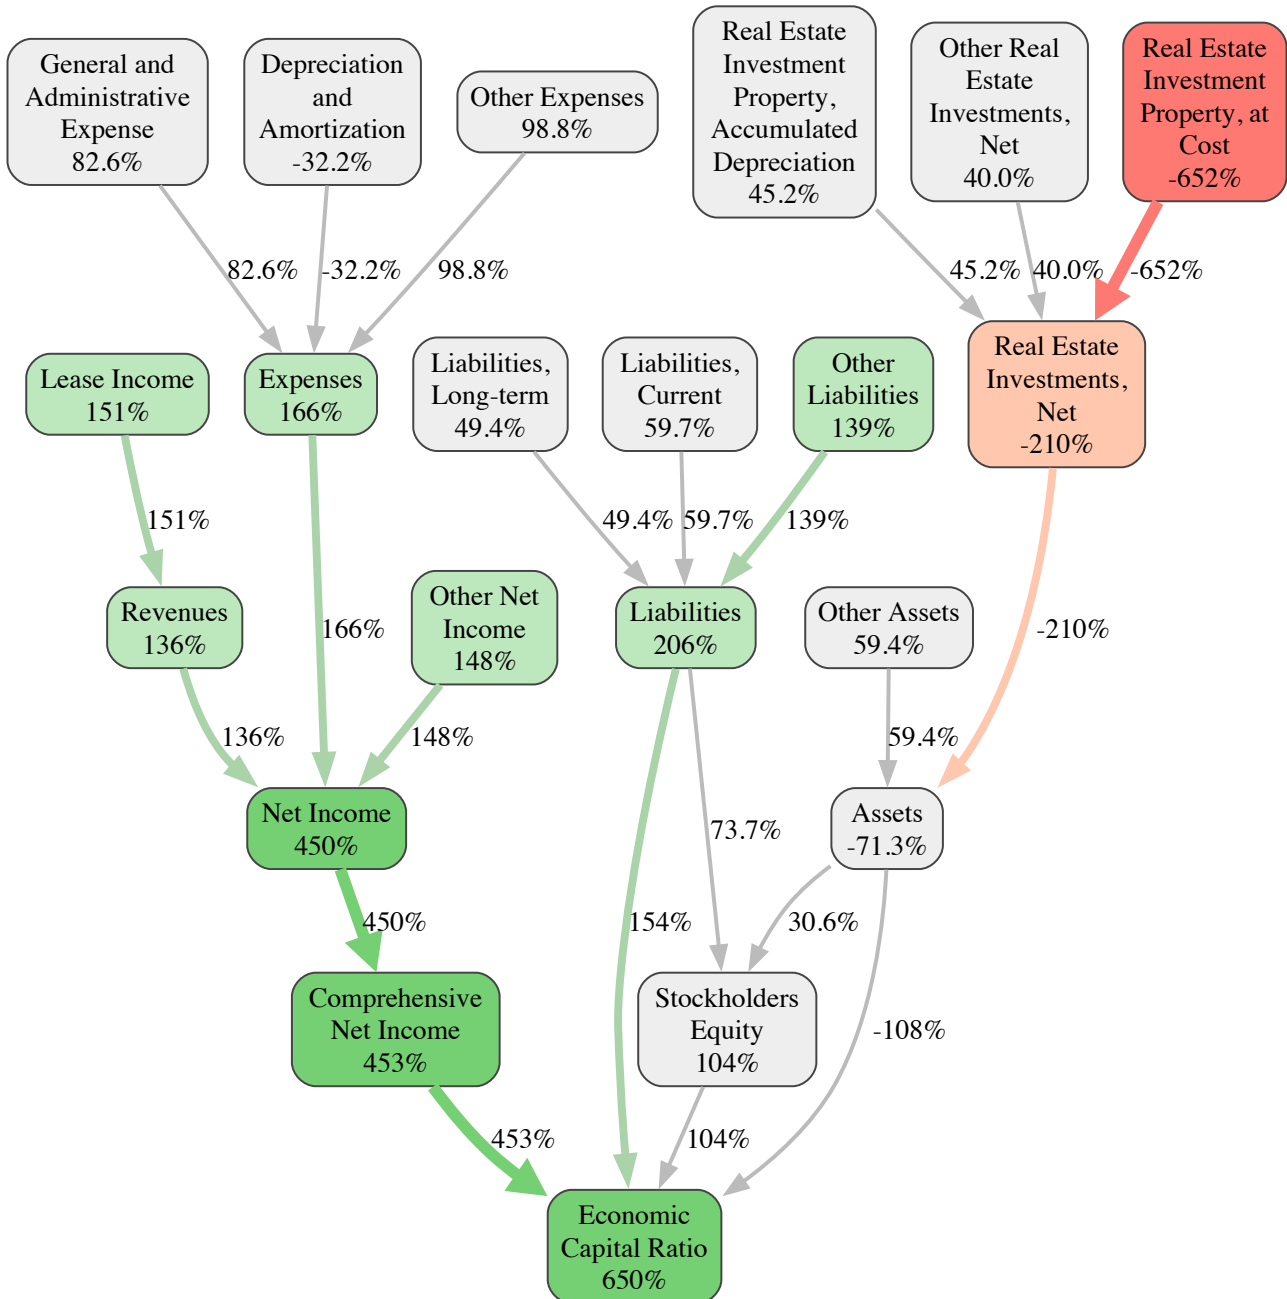 General and
Administrative
Expense
82.6%
Depreciation
and
Amortization
-32.2%
Other Expenses
98.8%
Real Estate
Investment
Property,
Accumulated
Depreciation
45.2%
Other Real
Estate
Investments,
Net
40.0%
Real Estate
Investment
Property, at
Cost
-652%
82.6%
-32.2%
98.8%
45.2%
40.0%
-652%
Lease Income
151%
Expenses
166%
Liabilities,
Long-term
49.4%
Liabilities,
Current
59.7%
Other
Liabilities
139%
Real Estate
Investments,
Net
-210%
151%
49.4%
59.7%
139%
Revenues
136%
166%
Other Net
Income
148%
Liabilities
206%
Other Assets
59.4%
-210%
136%
148%
59.4%
Net Income
450%
73.7%
Assets
-71.3%
450%
154%
30.6%
Comprehensive
Net Income
453%
Stockholders
Equity
104%
-108%
453%
104%
Economic
Capital Ratio
650%